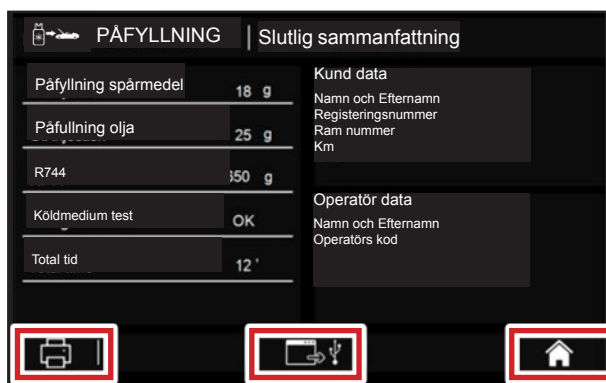 PÅFYLLNING | Slutlig sammanfattning
Påfyllning spårmedel 18 g
Påfullning olja 25 g
R744 350 g
Köldmedium test OK
Total tid 12 '
Kund data
Namn och Efternamn
Registeringsnummer
Ram nummer
Km
Operatör data
Namn och Efternamn
Operatörs kod